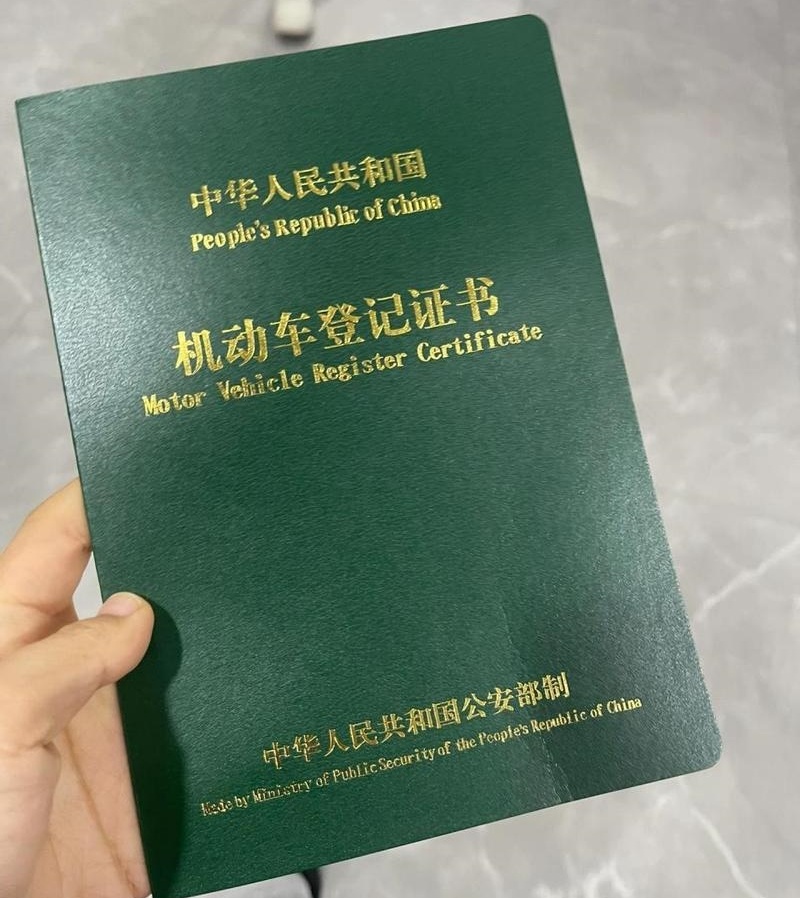 中华人民共和国
People's Republic of China
机动车登记证书
Motor Vehicle Register Certificate
中华人民共和国公安部制
Made by Ministry of Public Security of the People's Republic of China